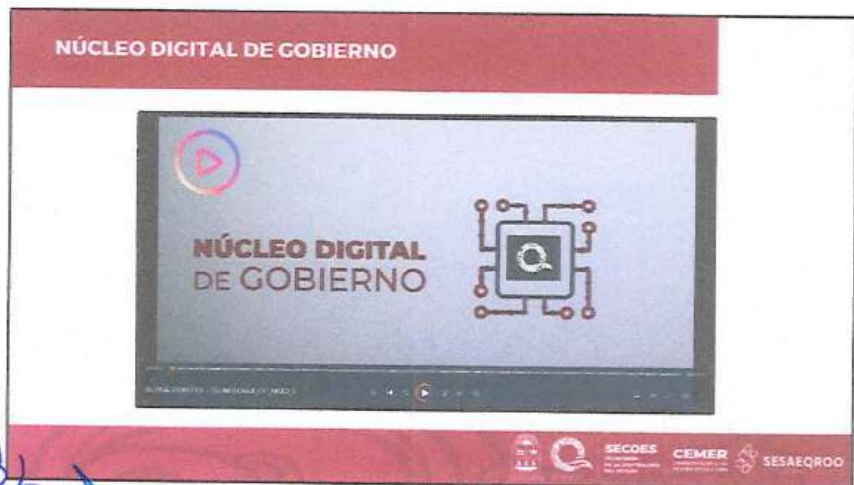 NÚCLEO DIGITAL DE GOBIERNO
NÚCLEO DIGITAL
DE GOBIERNO
SECOES
CEMER
SESAEQROO